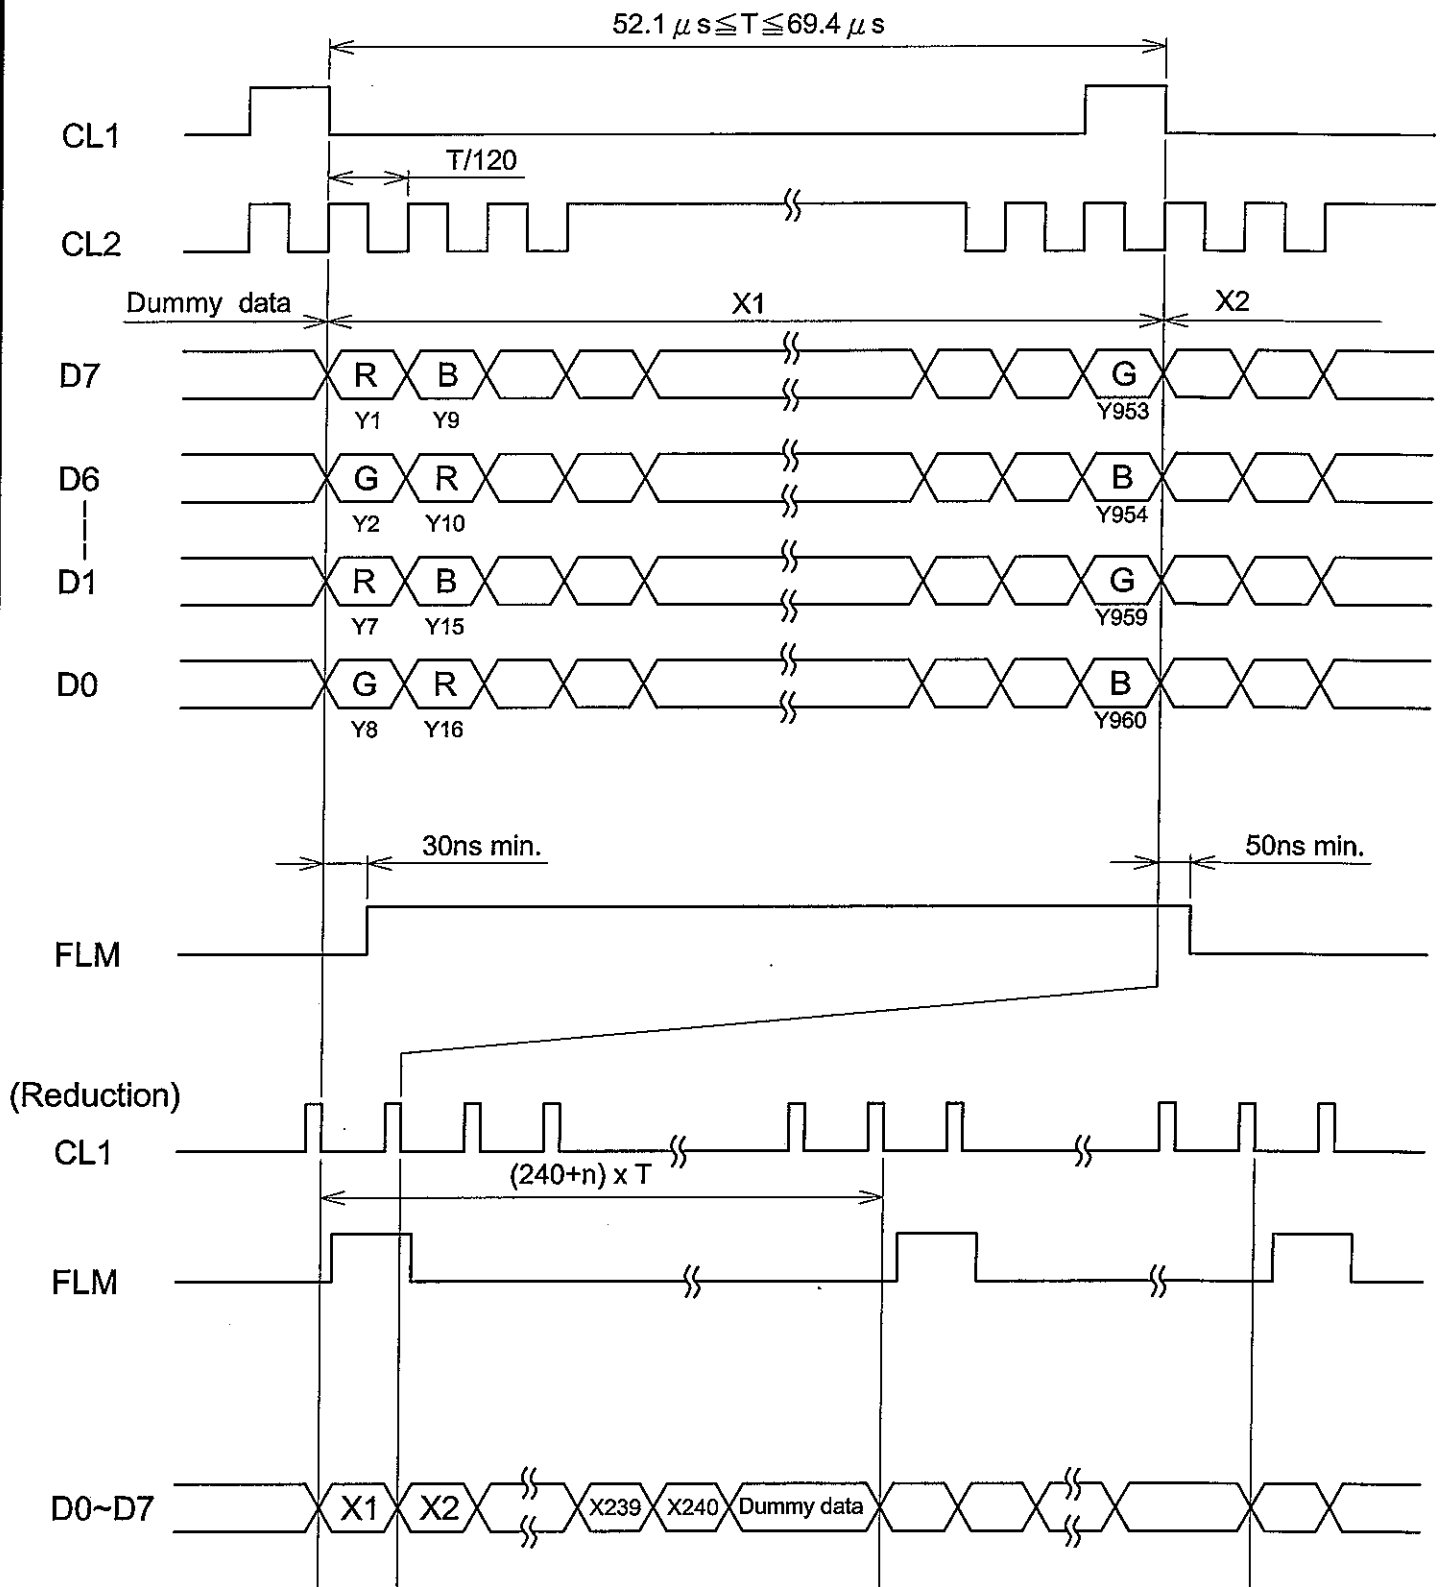 52.1 μs≦T≦69.4 μs
CL1
T/120
CL2
Dummy data X1 X2
D7 R B G
Y1 Y9 Y953
D6 G R B
Y2 Y10 Y954
D1 R B G
Y7 Y15 Y959
D0 G R B
Y8 Y16 Y960
30ns min. 50ns min.
FLM
(Reduction)
CL1
(240+n) x T
FLM
D0~D7 X1 X2 X239 X240 Dummy data